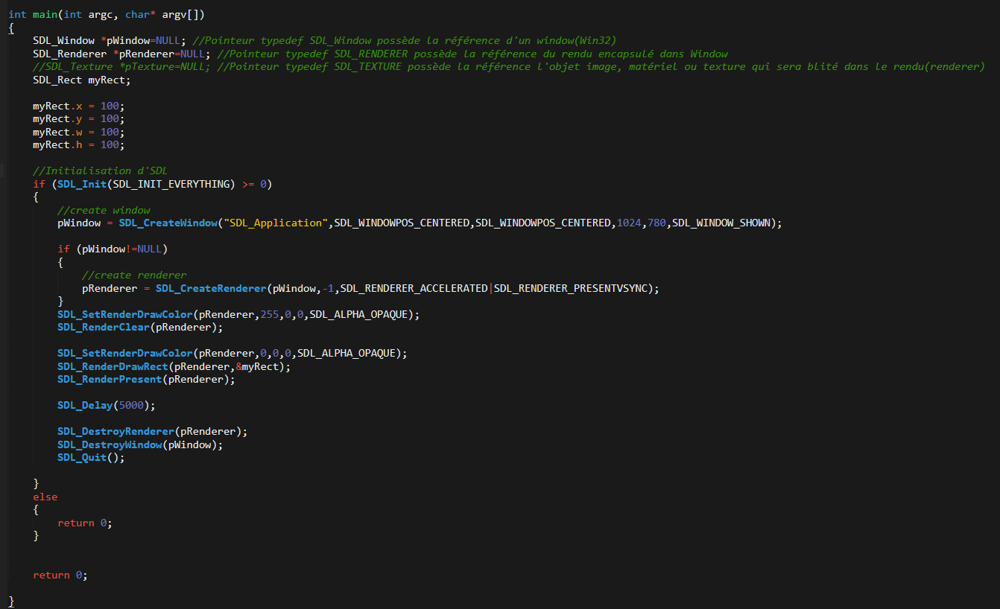 int main(int argc, char* argv[])
{
    SDL_Window *pWindow=NULL; //Pointeur typedef SDL_Window possède la référence d'un window(Win32)
    SDL_Renderer *pRenderer=NULL; //Pointeur typedef SDL_RENDERER possède la référence du rendu encapsulé dans Window
    //SDL_Texture *pTexture=NULL; //Pointeur typedef SDL_TEXTURE possède la référence l'objet image, matériel ou texture qui sera blité dans le rendu(renderer)
    SDL_Rect myRect;

    myRect.x = 100;
    myRect.y = 100;
    myRect.w = 100;
    myRect.h = 100;

    //Initialisation d'SDL
    if (SDL_Init(SDL_INIT_EVERYTHING) >= 0)
    {
        //create window
        pWindow = SDL_CreateWindow("SDL_Application",SDL_WINDOWPOS_CENTERED,SDL_WINDOWPOS_CENTERED,1024,780,SDL_WINDOW_SHOWN);

        if (pWindow!=NULL)
        {
            //create renderer
            pRenderer = SDL_CreateRenderer(pWindow,-1,SDL_RENDERER_ACCELERATED|SDL_RENDERER_PRESENTVSYNC);
        }
        SDL_SetRenderDrawColor(pRenderer,255,0,0,SDL_ALPHA_OPAQUE);
        SDL_RenderClear(pRenderer);

        SDL_SetRenderDrawColor(pRenderer,0,0,0,SDL_ALPHA_OPAQUE);
        SDL_RenderDrawRect(pRenderer,&myRect);
        SDL_RenderPresent(pRenderer);

        SDL_Delay(5000);

        SDL_DestroyRenderer(pRenderer);
        SDL_DestroyWindow(pWindow);
        SDL_Quit();

    }
    else
    {
        return 0;
    }


    return 0;

}